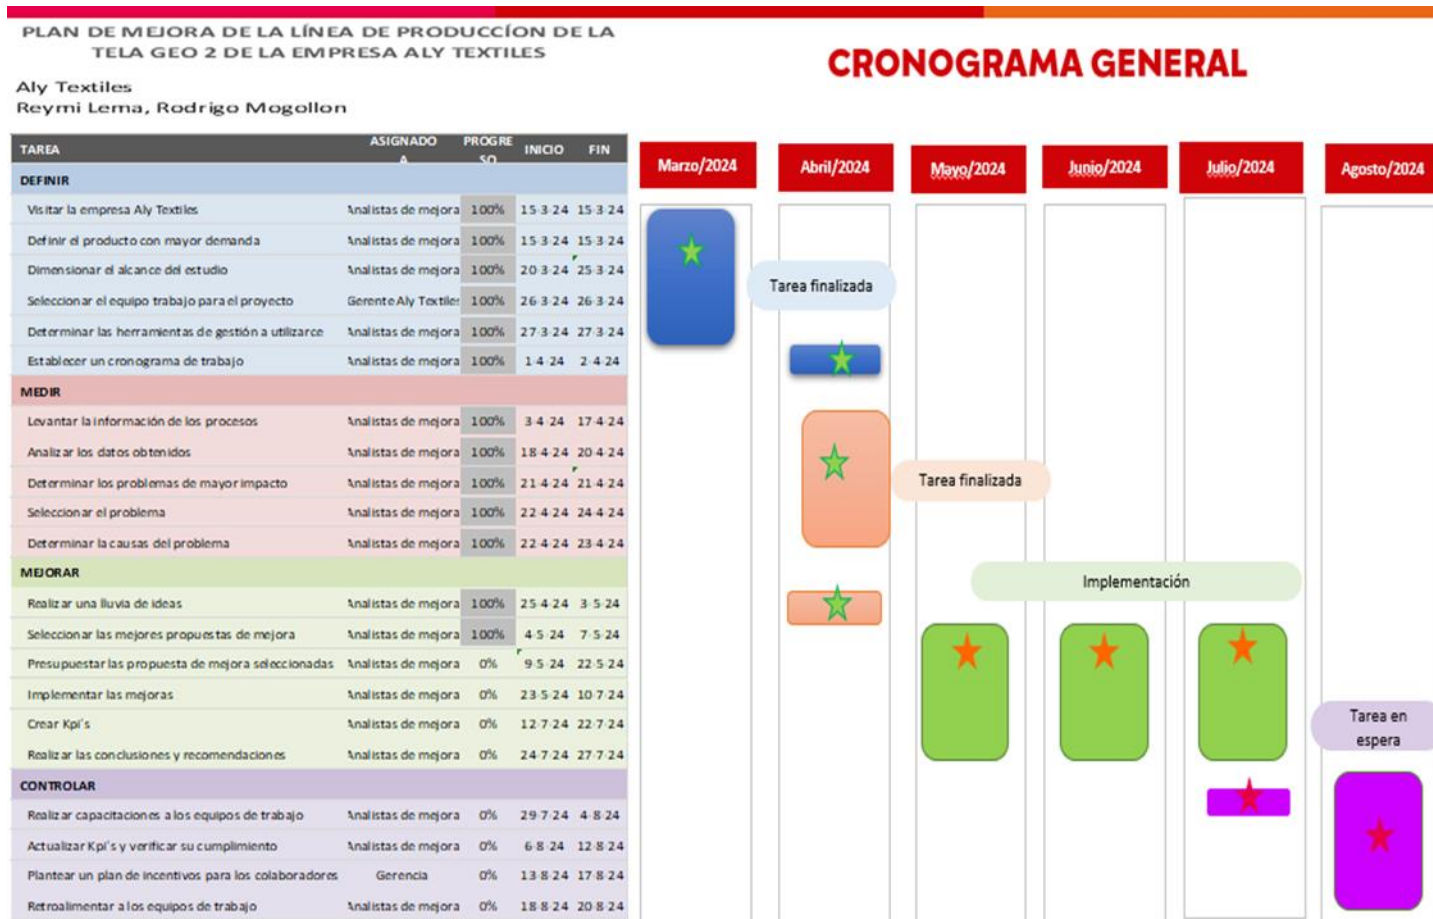 PLAN DE MEJORA DE LA LÍNEA DE PRODUCCÍON DE LA
TELA GEO 2 DE LA EMPRESA ALY TEXTILES
CRONOGRAMA GENERAL
Aly Textiles
Reymi Lema, Rodrigo Mogollon
TAREA ASIGNADO A PROGRESO INICIO FIN
Marzo/2024 Abril/2024 Mayo/2024 Junio/2024 Julio/2024 Agosto/2024
DEFINIR
Visitar la empresa Aly Textiles Analistas de mejora 100% 15-3-24 15-3-24
Definir el producto con mayor demanda Analistas de mejora 100% 15-3-24 15-3-24
Dimensionar el alcance del estudio Analistas de mejora 100% 20-3-24 25-3-24
Tarea finalizada
Seleccionar el equipo trabajo para el proyecto Gerente Aly Textiles 100% 26-3-24 26-3-24
Determinar las herramientas de gestión a utilizarce Analistas de mejora 100% 27-3-24 27-3-24
Establecer un cronograma de trabajo Analistas de mejora 100% 1-4-24 2-4-24
MEDIR
Levantar la información de los procesos Analistas de mejora 100% 3-4-24 17-4-24
Analizar los datos obtenidos Analistas de mejora 100% 18-4-24 20-4-24
Determinar los problemas de mayor impacto Analistas de mejora 100% 21-4-24 21-4-24
Tarea finalizada
Seleccionar el problema Analistas de mejora 100% 22-4-24 24-4-24
Determinar la causas del problema Analistas de mejora 100% 22-4-24 23-4-24
MEJORAR
Implementación
Realizar una lluvia de ideas Analistas de mejora 100% 25-4-24 3-5-24
Seleccionar las mejores propuestas de mejora Analistas de mejora 100% 4-5-24 7-5-24
Presupuestar las propuesta de mejora seleccionadas Analistas de mejora 0% 9-5-24 22-5-24
Implementar las mejoras Analistas de mejora 0% 23-5-24 10-7-24
Crear Kpi's Analistas de mejora 0% 12-7-24 22-7-24
Tarea en
espera
Realizar las conclusiones y recomendaciones Analistas de mejora 0% 24-7-24 27-7-24
CONTROLAR
Realizar capacitaciones a los equipos de trabajo Analistas de mejora 0% 29-7-24 4-8-24
Actualizar Kpi's y verificar su cumplimiento Analistas de mejora 0% 6-8-24 12-8-24
Plantear un plan de incentivos para los colaboradores Gerencia 0% 13-8-24 17-8-24
Retroalimentar a los equipos de trabajo Analistas de mejora 0% 18-8-24 20-8-24